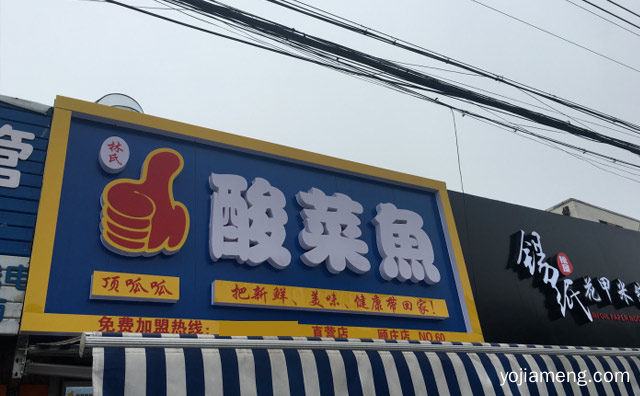 林氏
酸菜魚
顶呱呱
把新鲜、美味、健康带回家！
免费加盟热线：
直营店 顾庄店 NO.60
管
锡纸花甲米
yojiameng.com